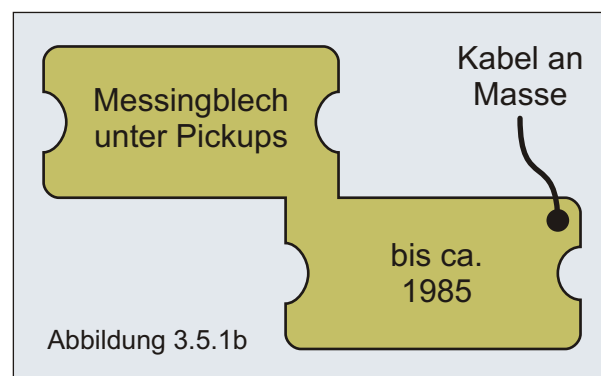 Messingblech
unter Pickups
Kabel an
Masse
bis ca.
1985
Abbildung 3.5.1b